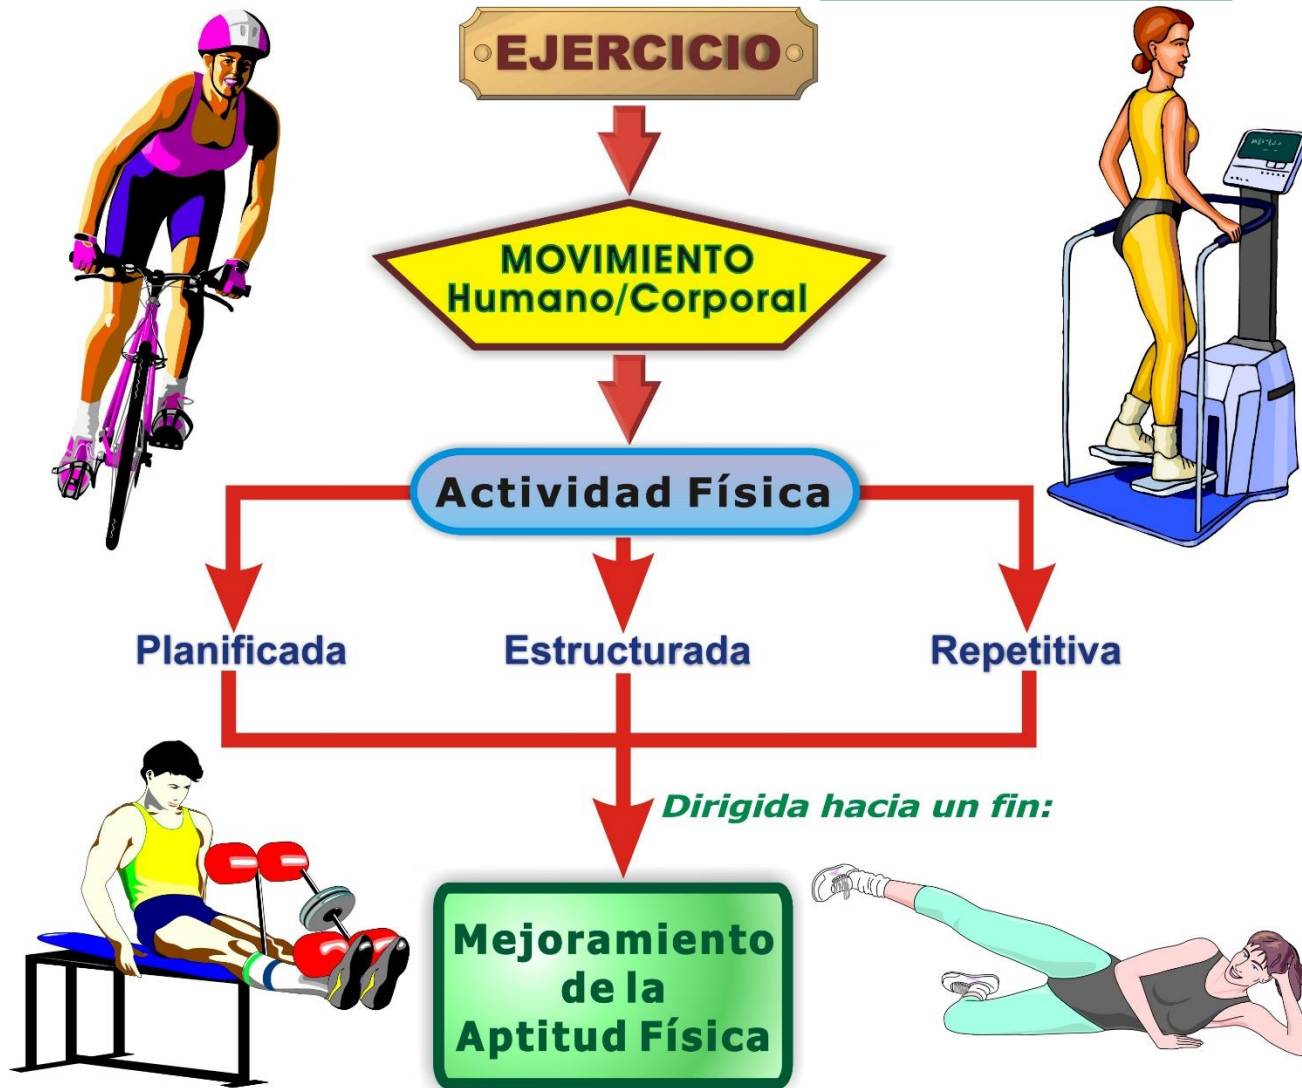 EJERCICIO
MOVIMIENTO
Humano/Corporal
Actividad Física
Planificada
Estructurada
Repetitiva
Dirigida hacia un fin:
Mejoramiento
de la
Aptitud Física